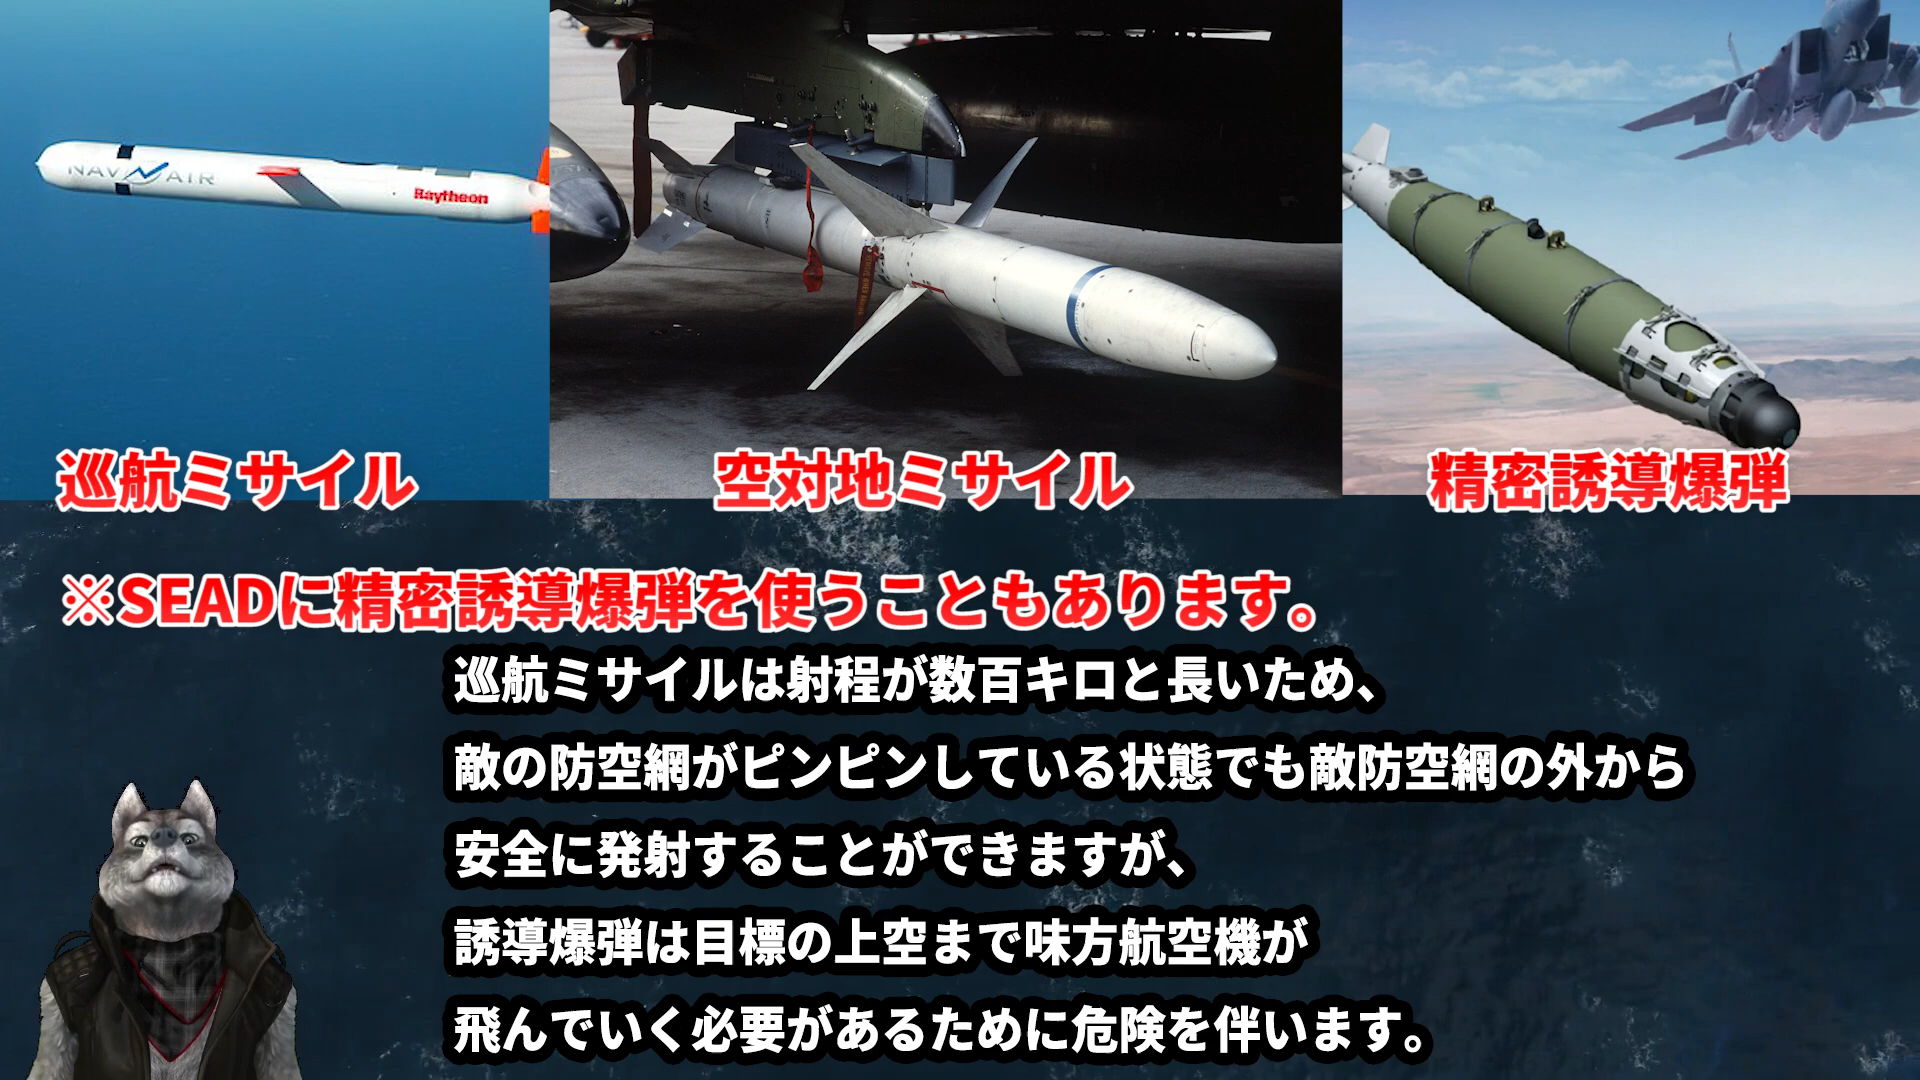 NAV AIR
Raytheon
巡航ミサイル
空対地ミサイル
精密誘導爆弾
※SEADに精密誘導爆弾を使うこともあります。
巡航ミサイルは射程が数百キロと長いため、
敵の防空網がピンピンしている状態でも敵防空網の外から
安全に発射することができますが、
誘導爆弾は目標の上空まで味方航空機が
飛んでいく必要があるために危険を伴います。